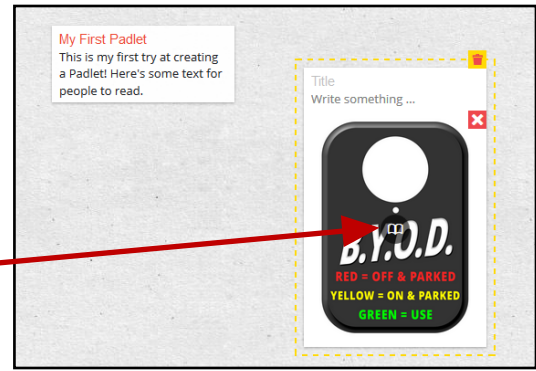 My First Padlet
This is my first try at creating
a Padlet! Here's some text for
people to read.
Title
Write something ...
B.Y.O.D.
RED = OFF & PARKED
YELLOW = ON & PARKED
GREEN = USE